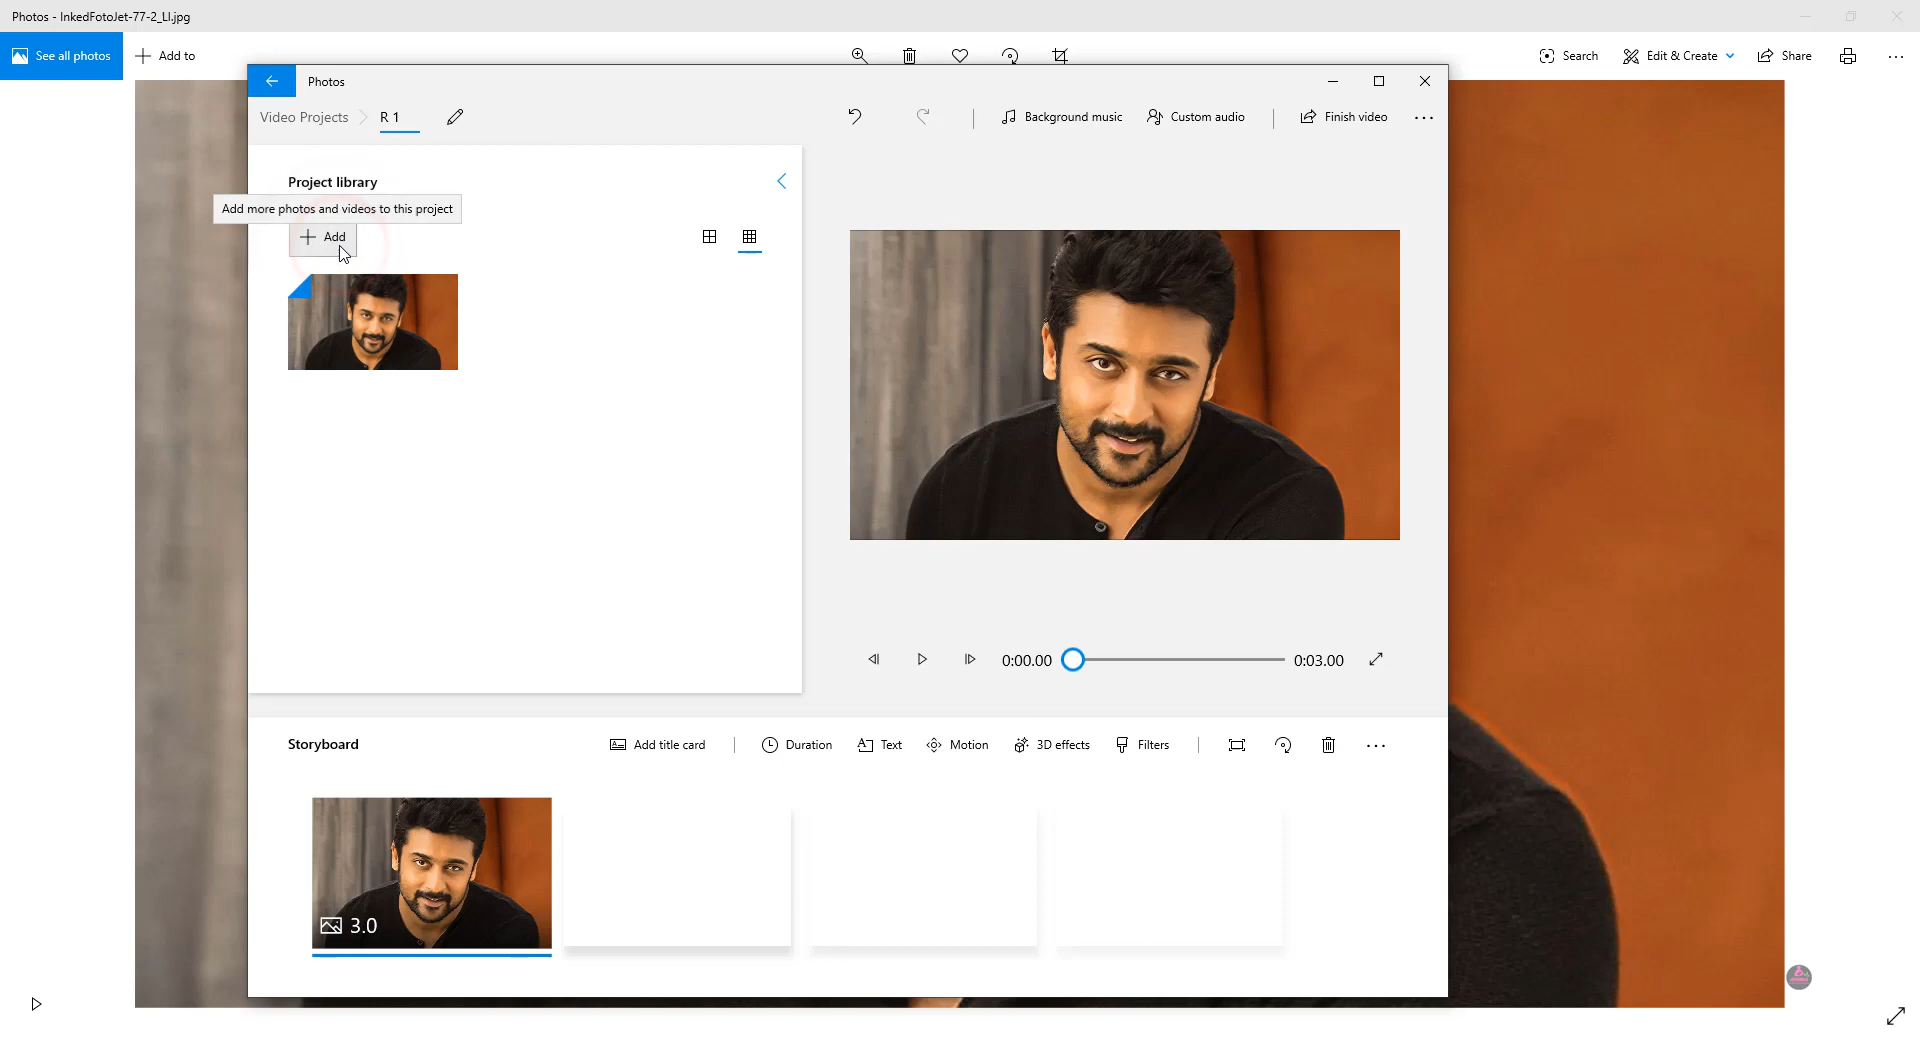 Photos - InkedFotoJet-77-2_LI.jpg
See all photos
Add to
Search
Edit & Create
Share
Photos
Video Projects
R 1
Background music
Custom audio
Finish video
Project library
Add more photos and videos to this project
Add
0:00.00
0:03.00
Storyboard
Add title card
Duration
Text
Motion
3D effects
Filters
3.0